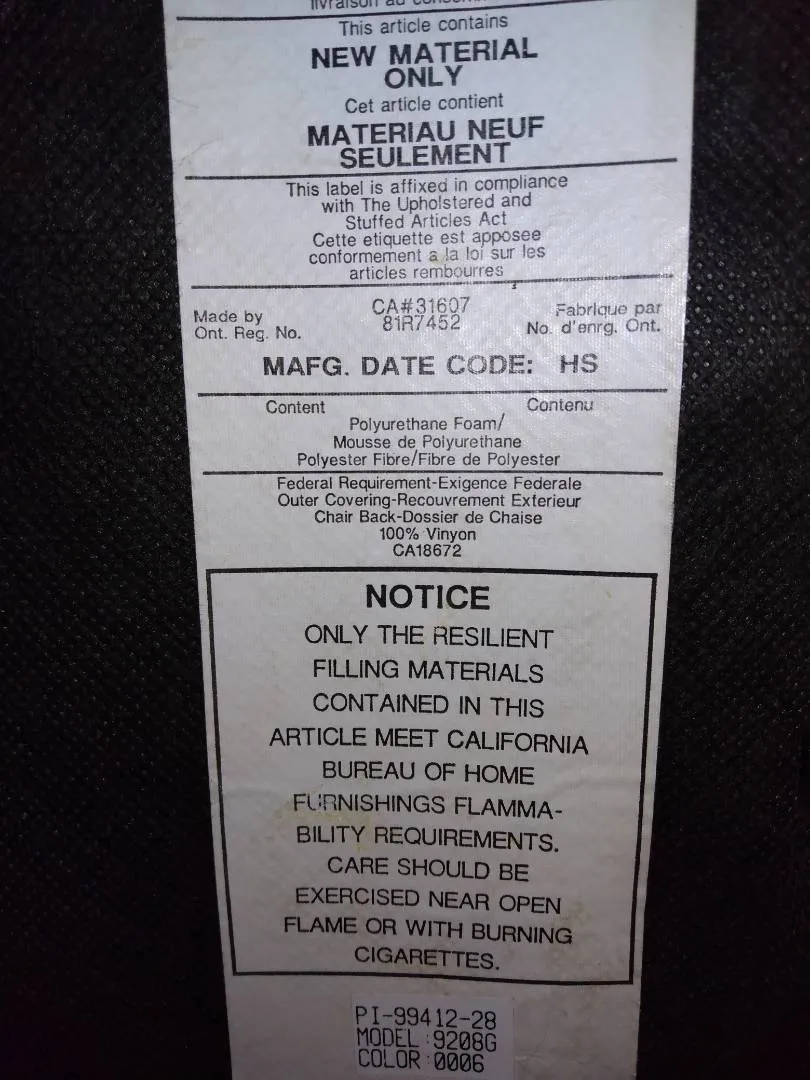 livraison au
This article contains
NEW MATERIAL
ONLY
Cet article contient
MATERIAU NEUF
SEULEMENT
This label is affixed in compliance
with The Upholstered and
Stuffed Articles Act
Cette etiquette est apposee
conformement a la loi sur les
articles rembourres
Made by
Ont. Reg. No.
CA#31607
81R7452
Fabrique par
No. d'enrg. Ont.
MAFG. DATE CODE: HS
Content Contenu
Polyurethane Foam/
Mousse de Polyurethane
Polyester Fibre/Fibre de Polyester
Federal Requirement-Exigence Federale
Outer Covering-Recouvrement Exterieur
Chair Back-Dossier de Chaise
100% Vinyon
CA18672
NOTICE
ONLY THE RESILIENT
FILLING MATERIALS
CONTAINED IN THIS
ARTICLE MEET CALIFORNIA
BUREAU OF HOME
FURNISHINGS FLAMMA-
BILITY REQUIREMENTS.
CARE SHOULD BE
EXERCISED NEAR OPEN
FLAME OR WITH BURNING
CIGARETTES.
PI-99412-28
MODEL:9208G
COLOR:0006